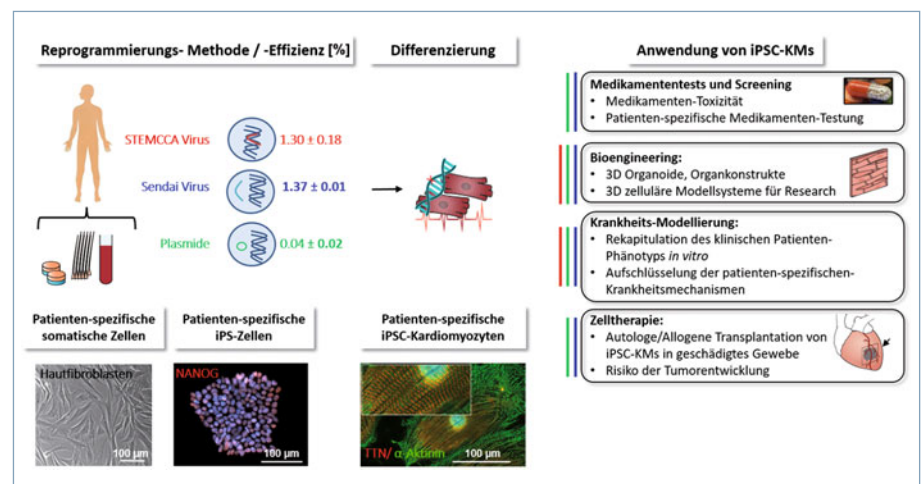 Reprogrammierungs- Methode / -Effizienz [%]
Differenzierung
Anwendung von iPSC-KMs
STEMCCA Virus
1.30 ± 0.18
Sendai Virus
1.37 ± 0.01
Plasmide
0.04 ± 0.02
Patienten-spezifische
somatische Zellen
Hautfibroblasten
100 µm
Patienten-spezifische
iPS-Zellen
NANOG
100 µm
Patienten-spezifische
iPSC-Kardiomyozyten
TTN/ α-Aktinin
100 µm
Medikamententests und Screening
• Medikamenten-Toxizität
• Patienten-spezifische Medikamenten-Testung
Bioengineering:
• 3D Organoide, Organkonstrukte
• 3D zelluläre Modellsysteme für Research
Krankheits-Modellierung:
• Rekapitulation des klinischen Patienten-
Phänotyps in vitro
• Aufschlüsselung der patienten-spezifischen-
Krankheitsmechanismen
Zelltherapie:
• Autologe/Allogene Transplantation von
iPSC-KMs in geschädigtes Gewebe
• Risiko der Tumorentwicklung